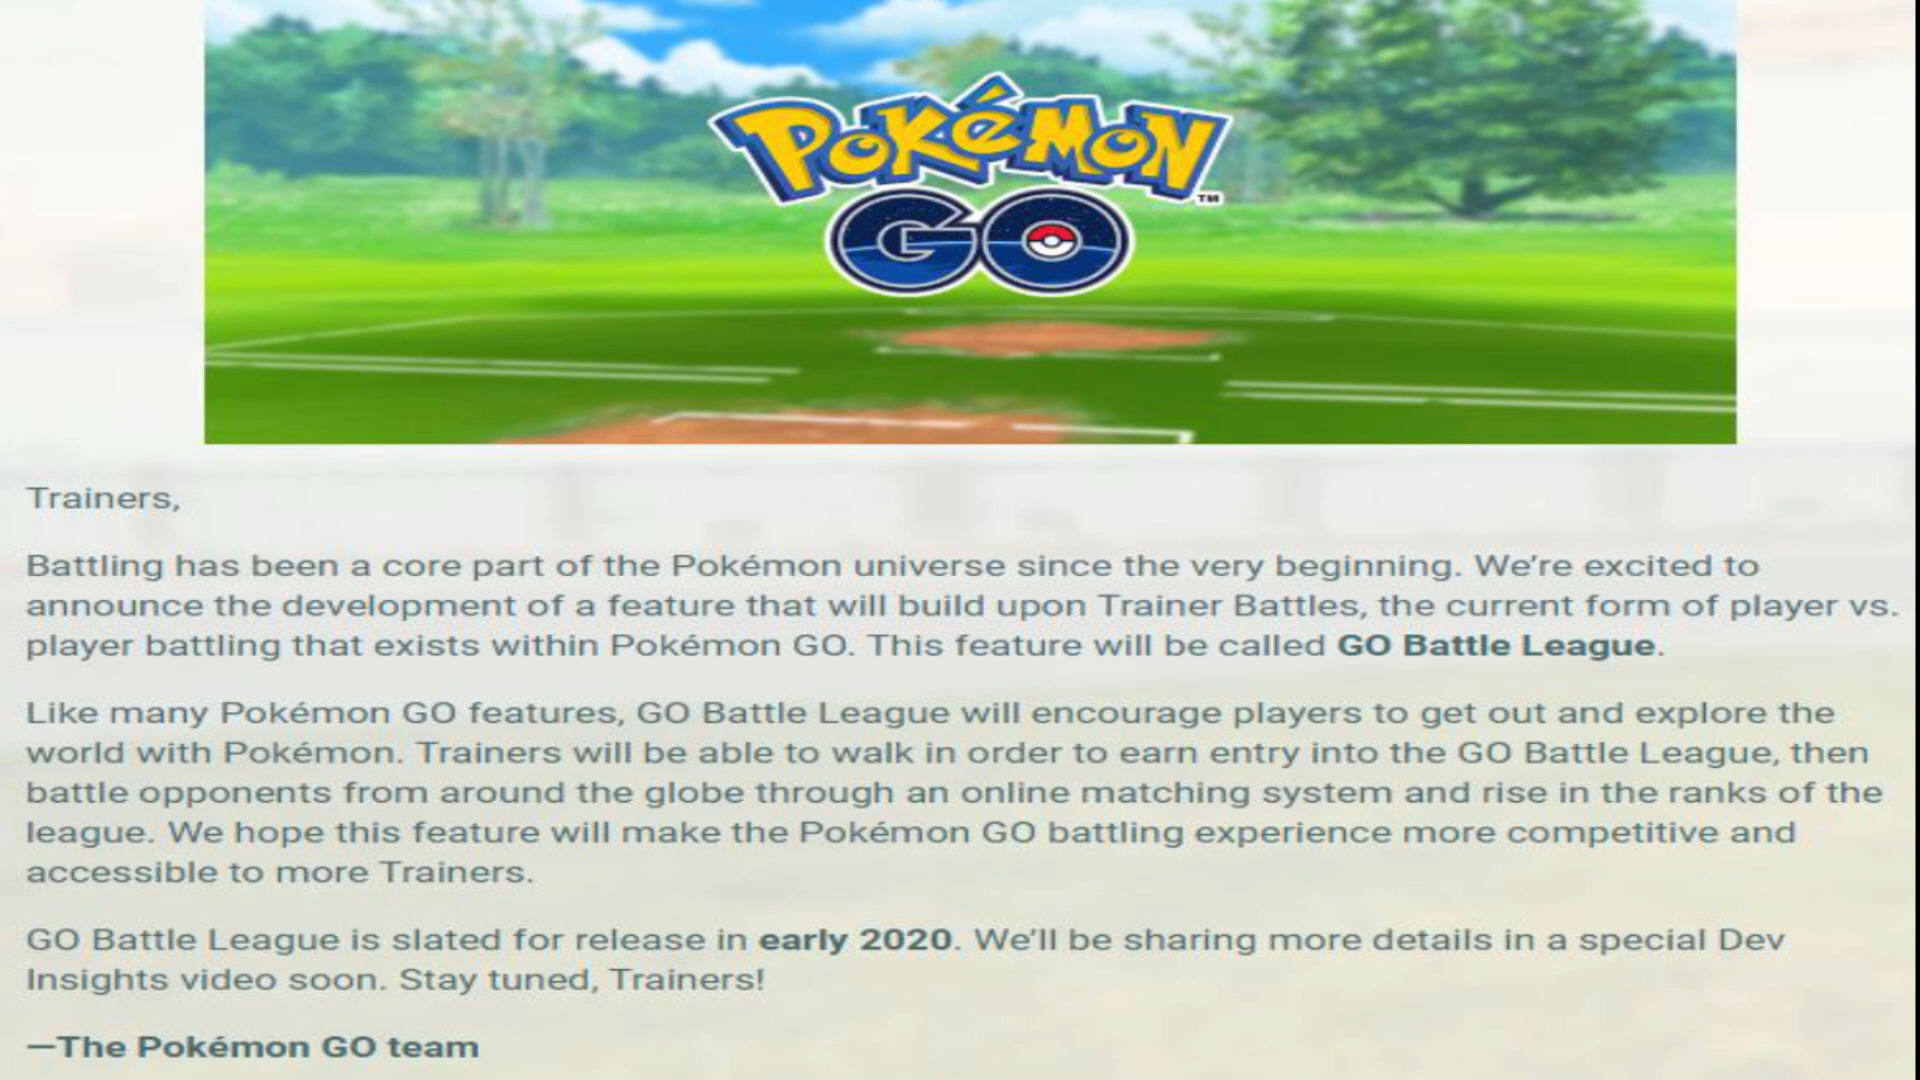 POKéMON
GO
TM
Trainers,
Battling has been a core part of the Pokémon universe since the very beginning. We're excited to
announce the development of a feature that will build upon Trainer Battles, the current form of player vs.
player battling that exists within Pokémon GO. This feature will be called GO Battle League.
Like many Pokémon GO features, GO Battle League will encourage players to get out and explore the
world with Pokémon. Trainers will be able to walk in order to earn entry into the GO Battle League, then
battle opponents from around the globe through an online matching system and rise in the ranks of the
league. We hope this feature will make the Pokémon GO battling experience more competitive and
accessible to more Trainers.
GO Battle League is slated for release in early 2020. We'll be sharing more details in a special Dev
Insights video soon. Stay tuned, Trainers!
—The Pokémon GO team